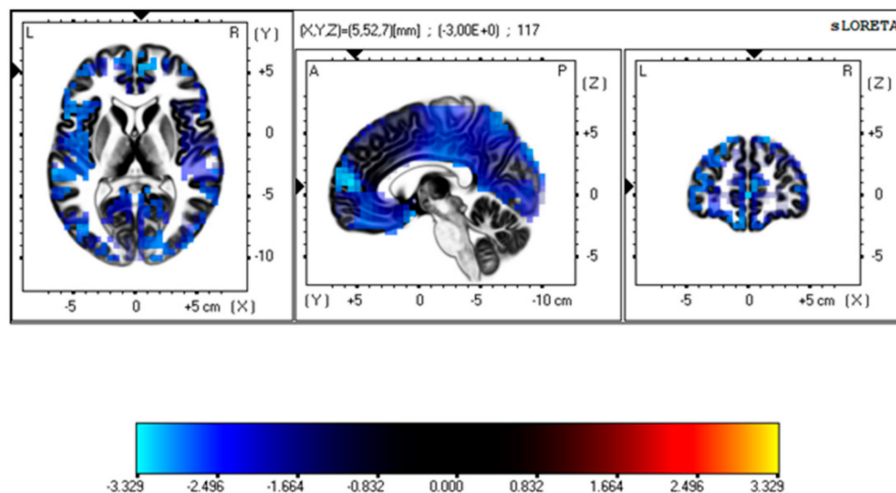 L R (Y) (X,Y,Z)=(5,52,7)[mm] ; (-3,00E+0) ; 117 sLORETA
A P (Z) L R (Z)
+5 +5 +5
0 0 0
-5 -5 -5
-10
-5 0 +5 cm (X) (Y) +5 0 -5 -10 cm -5 0 +5 cm (X)
-3.329 -2.496 -1.664 -0.832 0.000 0.832 1.664 2.496 3.329